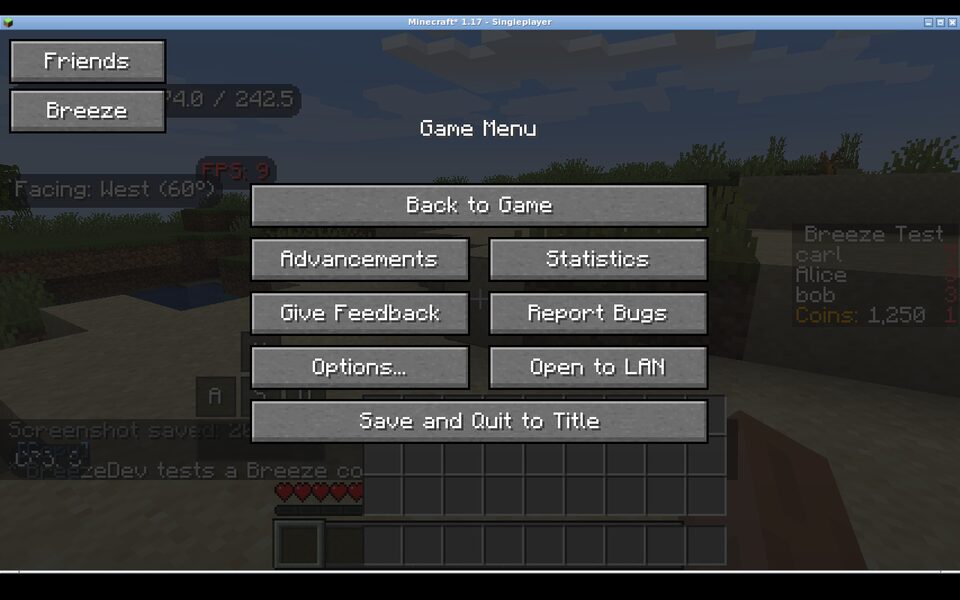 Minecraft* 1.17 - Singleplayer
Friends
Breeze
74.0 / 242.5
Game Menu
FPS: 9
Facing: West (60°)
Back to Game
Breeze Test
carl
Alice
bob
Coins: 1,250
Advancements
Statistics
Give Feedback
Report Bugs
Options...
Open to LAN
A
Save and Quit to Title
Screenshot saved:
BreezeDev tests a Breeze